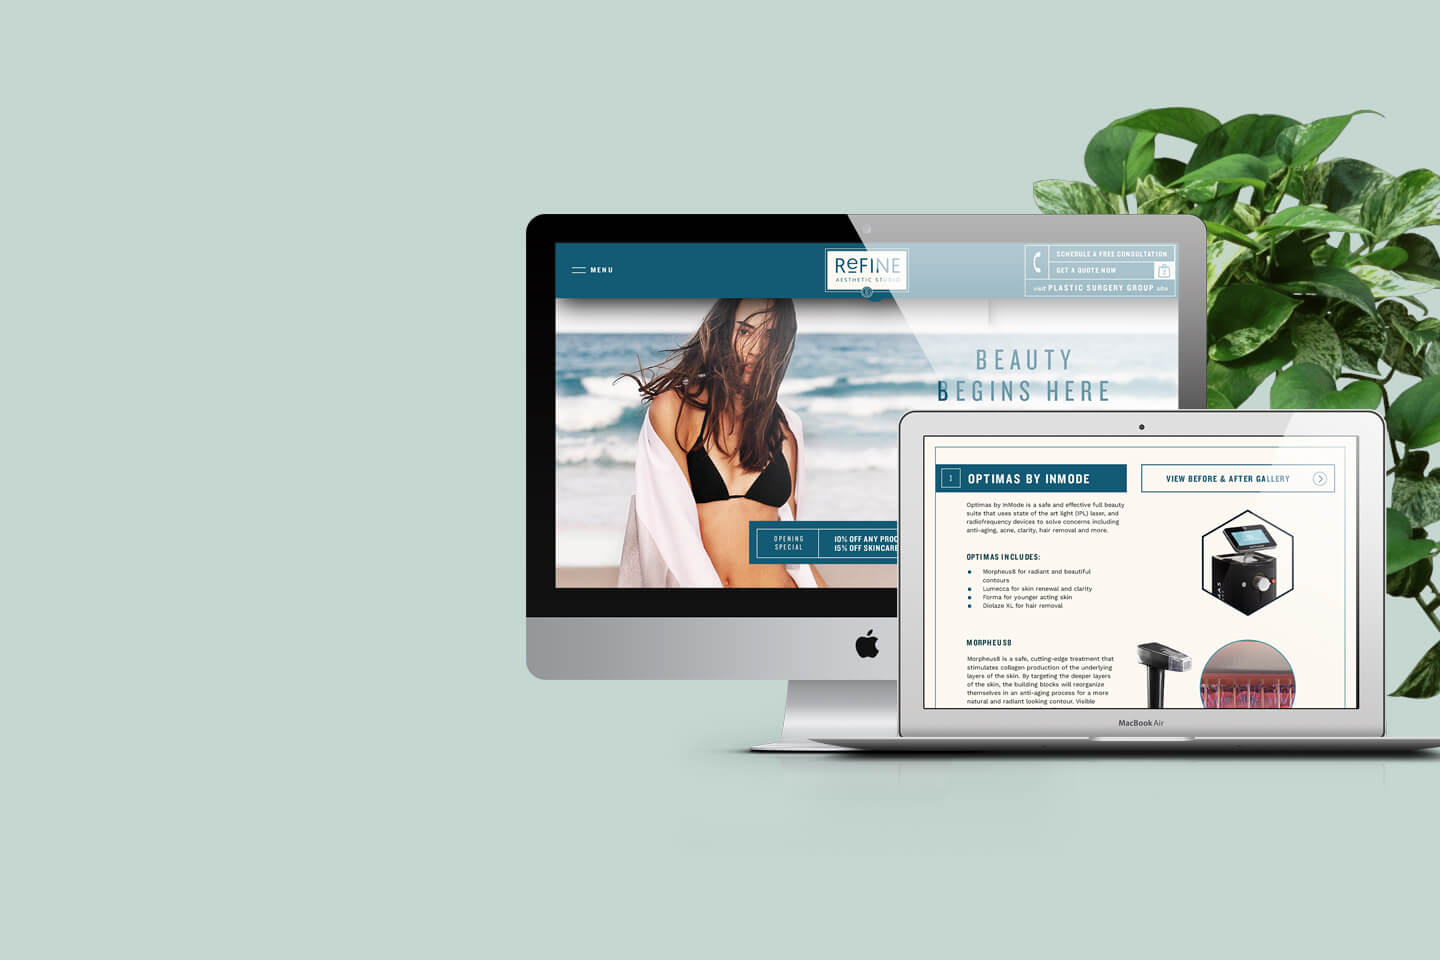 MENU
REFINE
AESTHETIC STUDIO
SCHEDULE A FREE CONSULTATION
GET A QUOTE NOW
visit PLASTIC SURGERY GROUP site
BEAUTY
BEGINS HERE
OPENING
SPECIAL
10% OFF ANY
15% OFF SKINCARE
OPTIMAS BY INMODE
VIEW BEFORE & AFTER GALLERY
Optimas by InMode is a safe and effective full beauty
suite that uses state of the art light (IPL) laser, and
radiofrequency devices to solve concerns including
anti-aging, acne, clarity, hair removal and more.
OPTIMAS INCLUDES:
Morpheus8 for radiant and beautiful
contours
Lumecca for skin renewal and clarity
Forma for younger acting skin
Diolaze XL for hair removal
MORPHEUS8
Morpheus8 is a safe, cutting-edge treatment that
stimulates collagen production of the underlying
layers of the skin. By targeting the deeper layers
of the skin, the building blocks will reorganize
themselves in an anti-aging process for a more
natural and radiant looking contour. Visible
MacBook Air